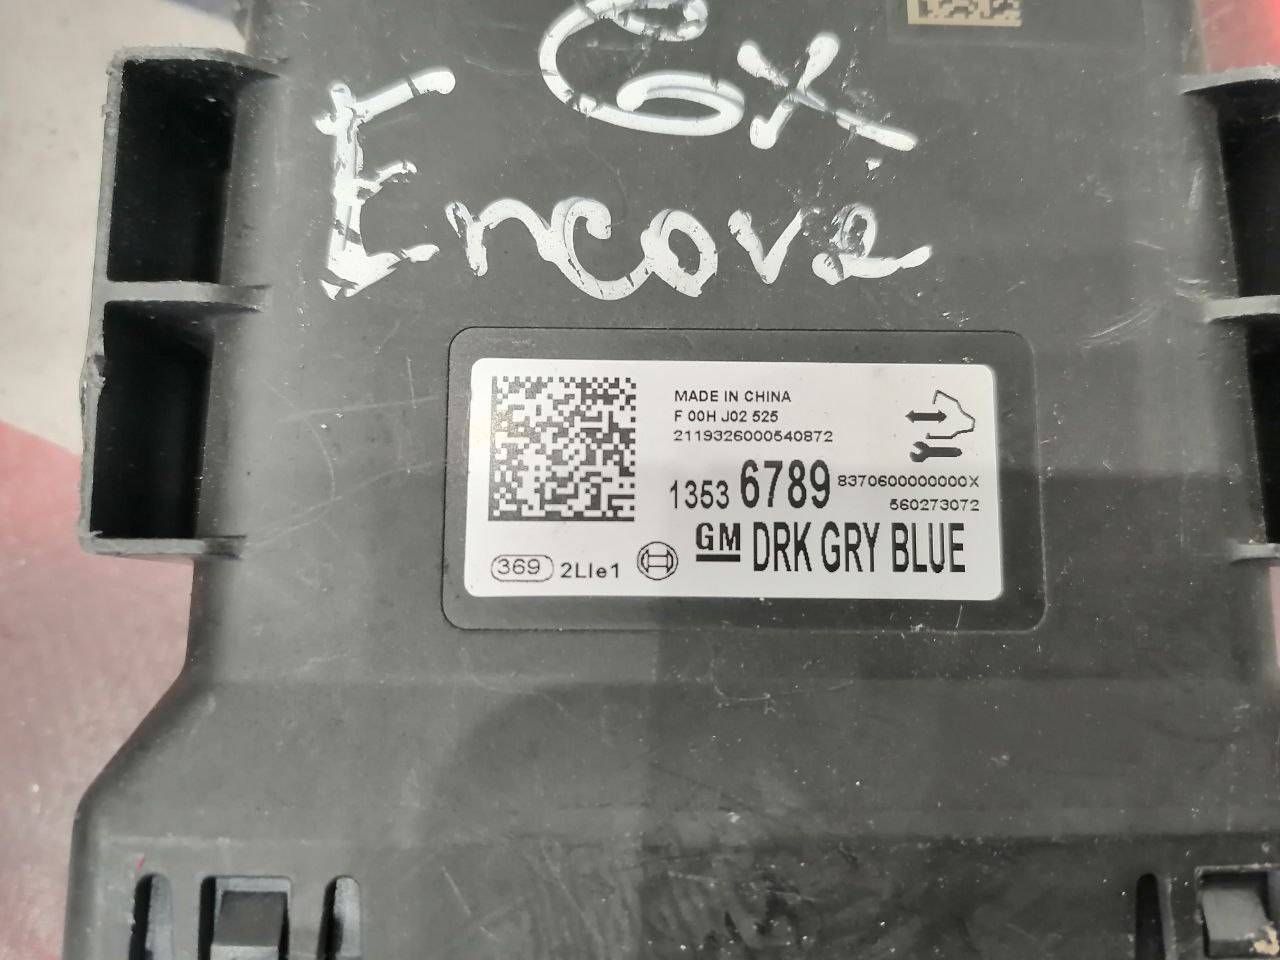 GX
Encore
MADE IN CHINA
F 00H J02 525
2119326000540872
1353 6789
8370600000000X
560273072
GM DRK GRY BLUE
369 2LIe1